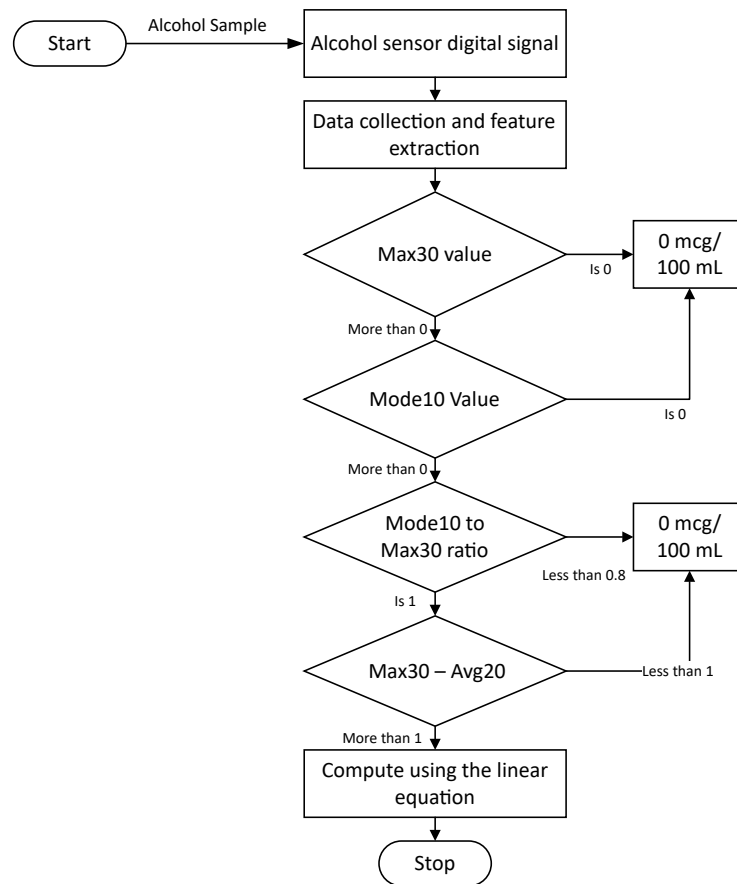 Start
Alcohol Sample
Alcohol sensor digital signal
Data collection and feature
extraction
Max30 value
Is 0
0 mcg/
100 mL
More than 0
Mode10 Value
Is 0
More than 0
Mode10 to
Max30 ratio
Less than 0.8
0 mcg/
100 mL
Is 1
Max30 – Avg20
Less than 1
More than 1
Compute using the linear
equation
Stop